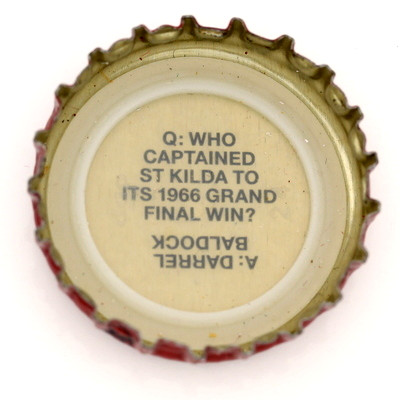 Q: WHO
CAPTAINED
ST KILDA TO
ITS 1966 GRAND
FINAL WIN?
A: DARREL
BALDOCK